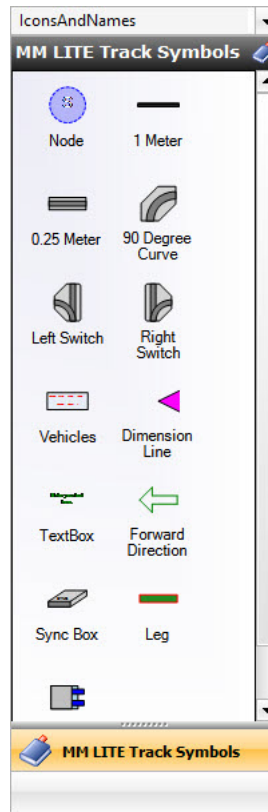 IconsAndNames
MM LITE Track Symbols
Node
1 Meter
0.25 Meter
90 Degree
Curve
Left Switch
Right
Switch
Vehicles
Dimension
Line
TextBox
Forward
Direction
Sync Box
Leg
MM LITE Track Symbols